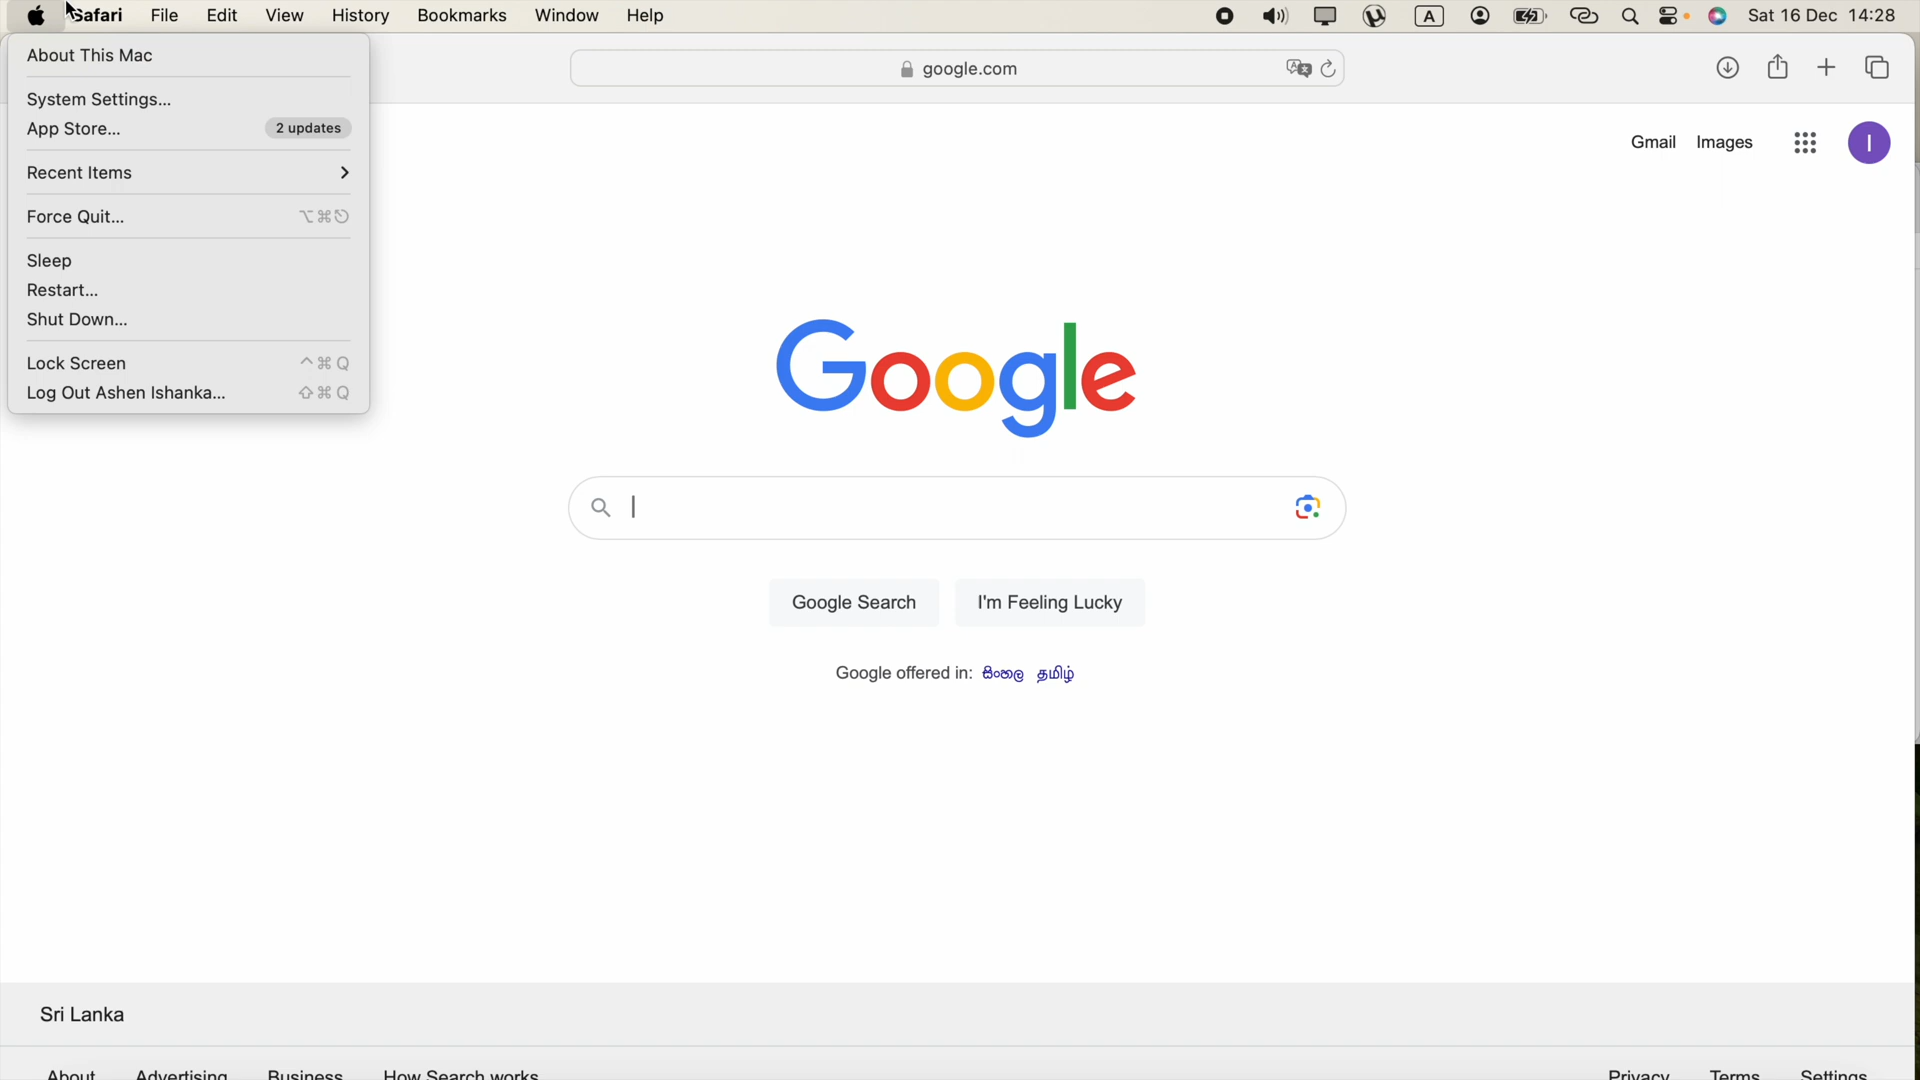 Safari File Edit View History Bookmarks Window Help A Sat 16 Dec 14:28
About This Mac
System Settings...
App Store... 2 updates
Recent Items
Force Quit... ⌥⌘⎋
Sleep
Restart...
Shut Down...
Lock Screen ^⌘Q
Log Out Ashen Ishanka... ⇧⌘Q
google.com
Gmail Images I
Google
Google Search I'm Feeling Lucky
Google offered in: සිංහල தமிழ்
Sri Lanka
About Advertising Business How Search works Privacy Terms Settings